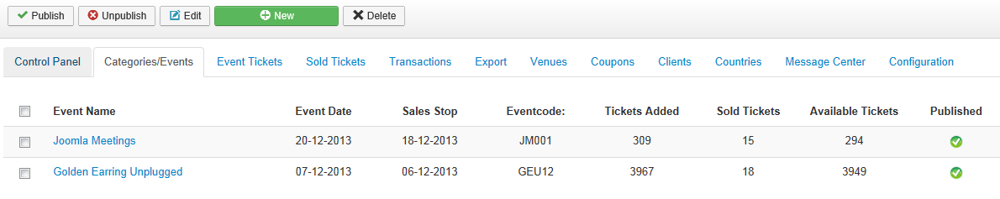 Publish Unpublish Edit New Delete
Control Panel Categories/Events Event Tickets Sold Tickets Transactions Export Venues Coupons Clients Countries Message Center Configuration
Event Name Event Date Sales Stop Eventcode: Tickets Added Sold Tickets Available Tickets Published
Joomla Meetings 20-12-2013 18-12-2013 JM001 309 15 294
Golden Earring Unplugged 07-12-2013 06-12-2013 GEU12 3967 18 3949